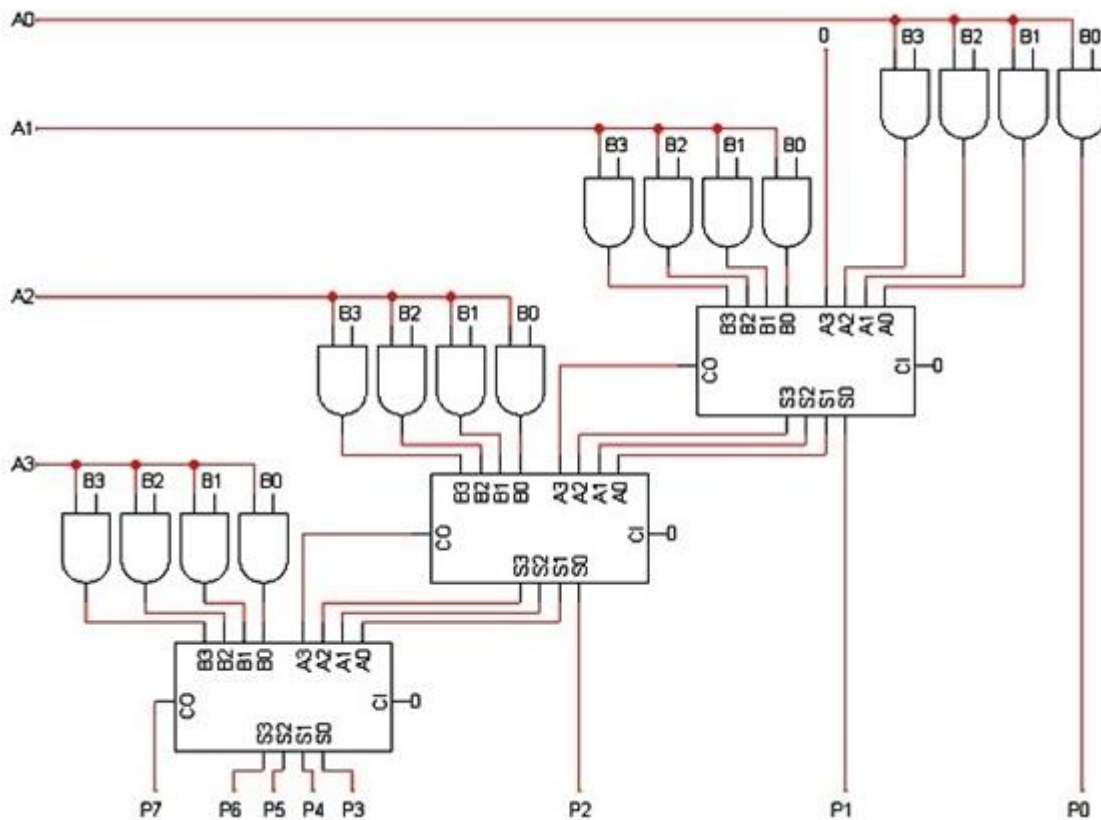 A0
0
B3 B2 B1 B0
A1
B3 B2 B1 B0
A2
B3 B2 B1 B0
B3 B2 B1 B0 A3 A2 A1 A0
CO CI 0
S3 S2 S1 S0
A3
B3 B2 B1 B0
B3 B2 B1 B0 A3 A2 A1 A0
CO CI 0
S3 S2 S1 S0
B3 B2 B1 B0 A3 A2 A1 A0
CO CI 0
S3 S2 S1 S0
P7 P6 P5 P4 P3 P2 P1 P0